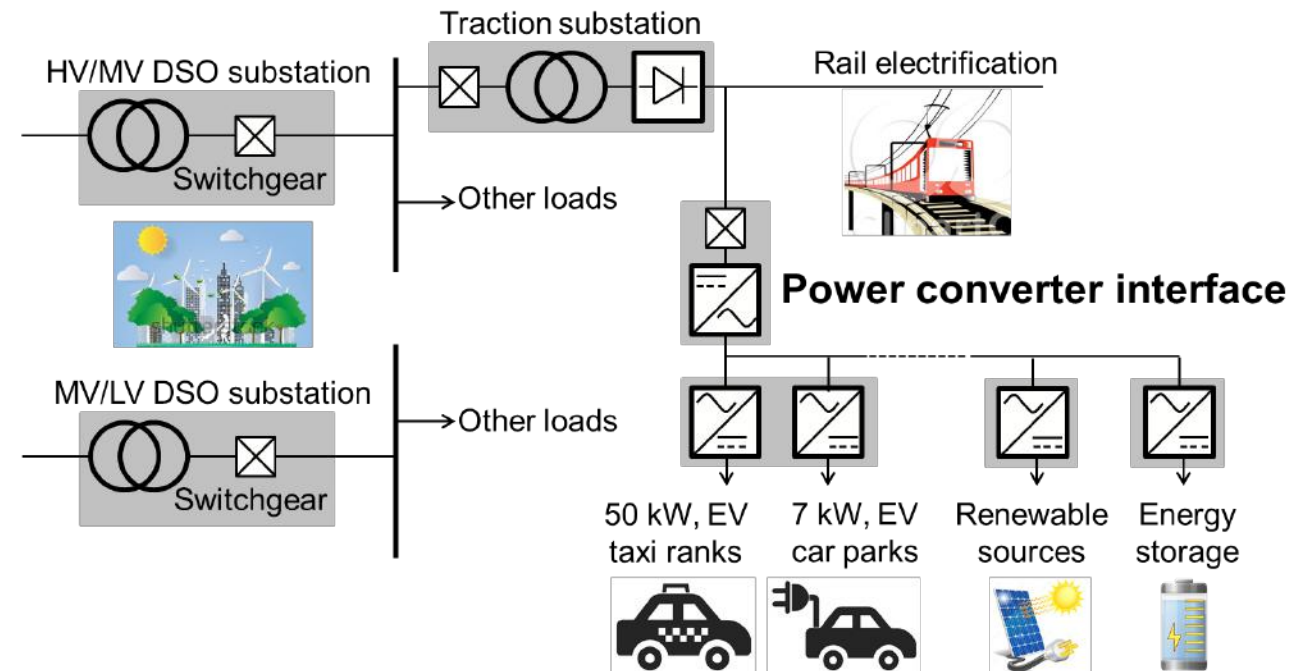 Traction substation
HV/MV DSO substation
Rail electrification
Switchgear
Other loads
Power converter interface
MV/LV DSO substation
Other loads
Switchgear
50 kW, EV
taxi ranks
7 kW, EV
car parks
Renewable
sources
Energy
storage